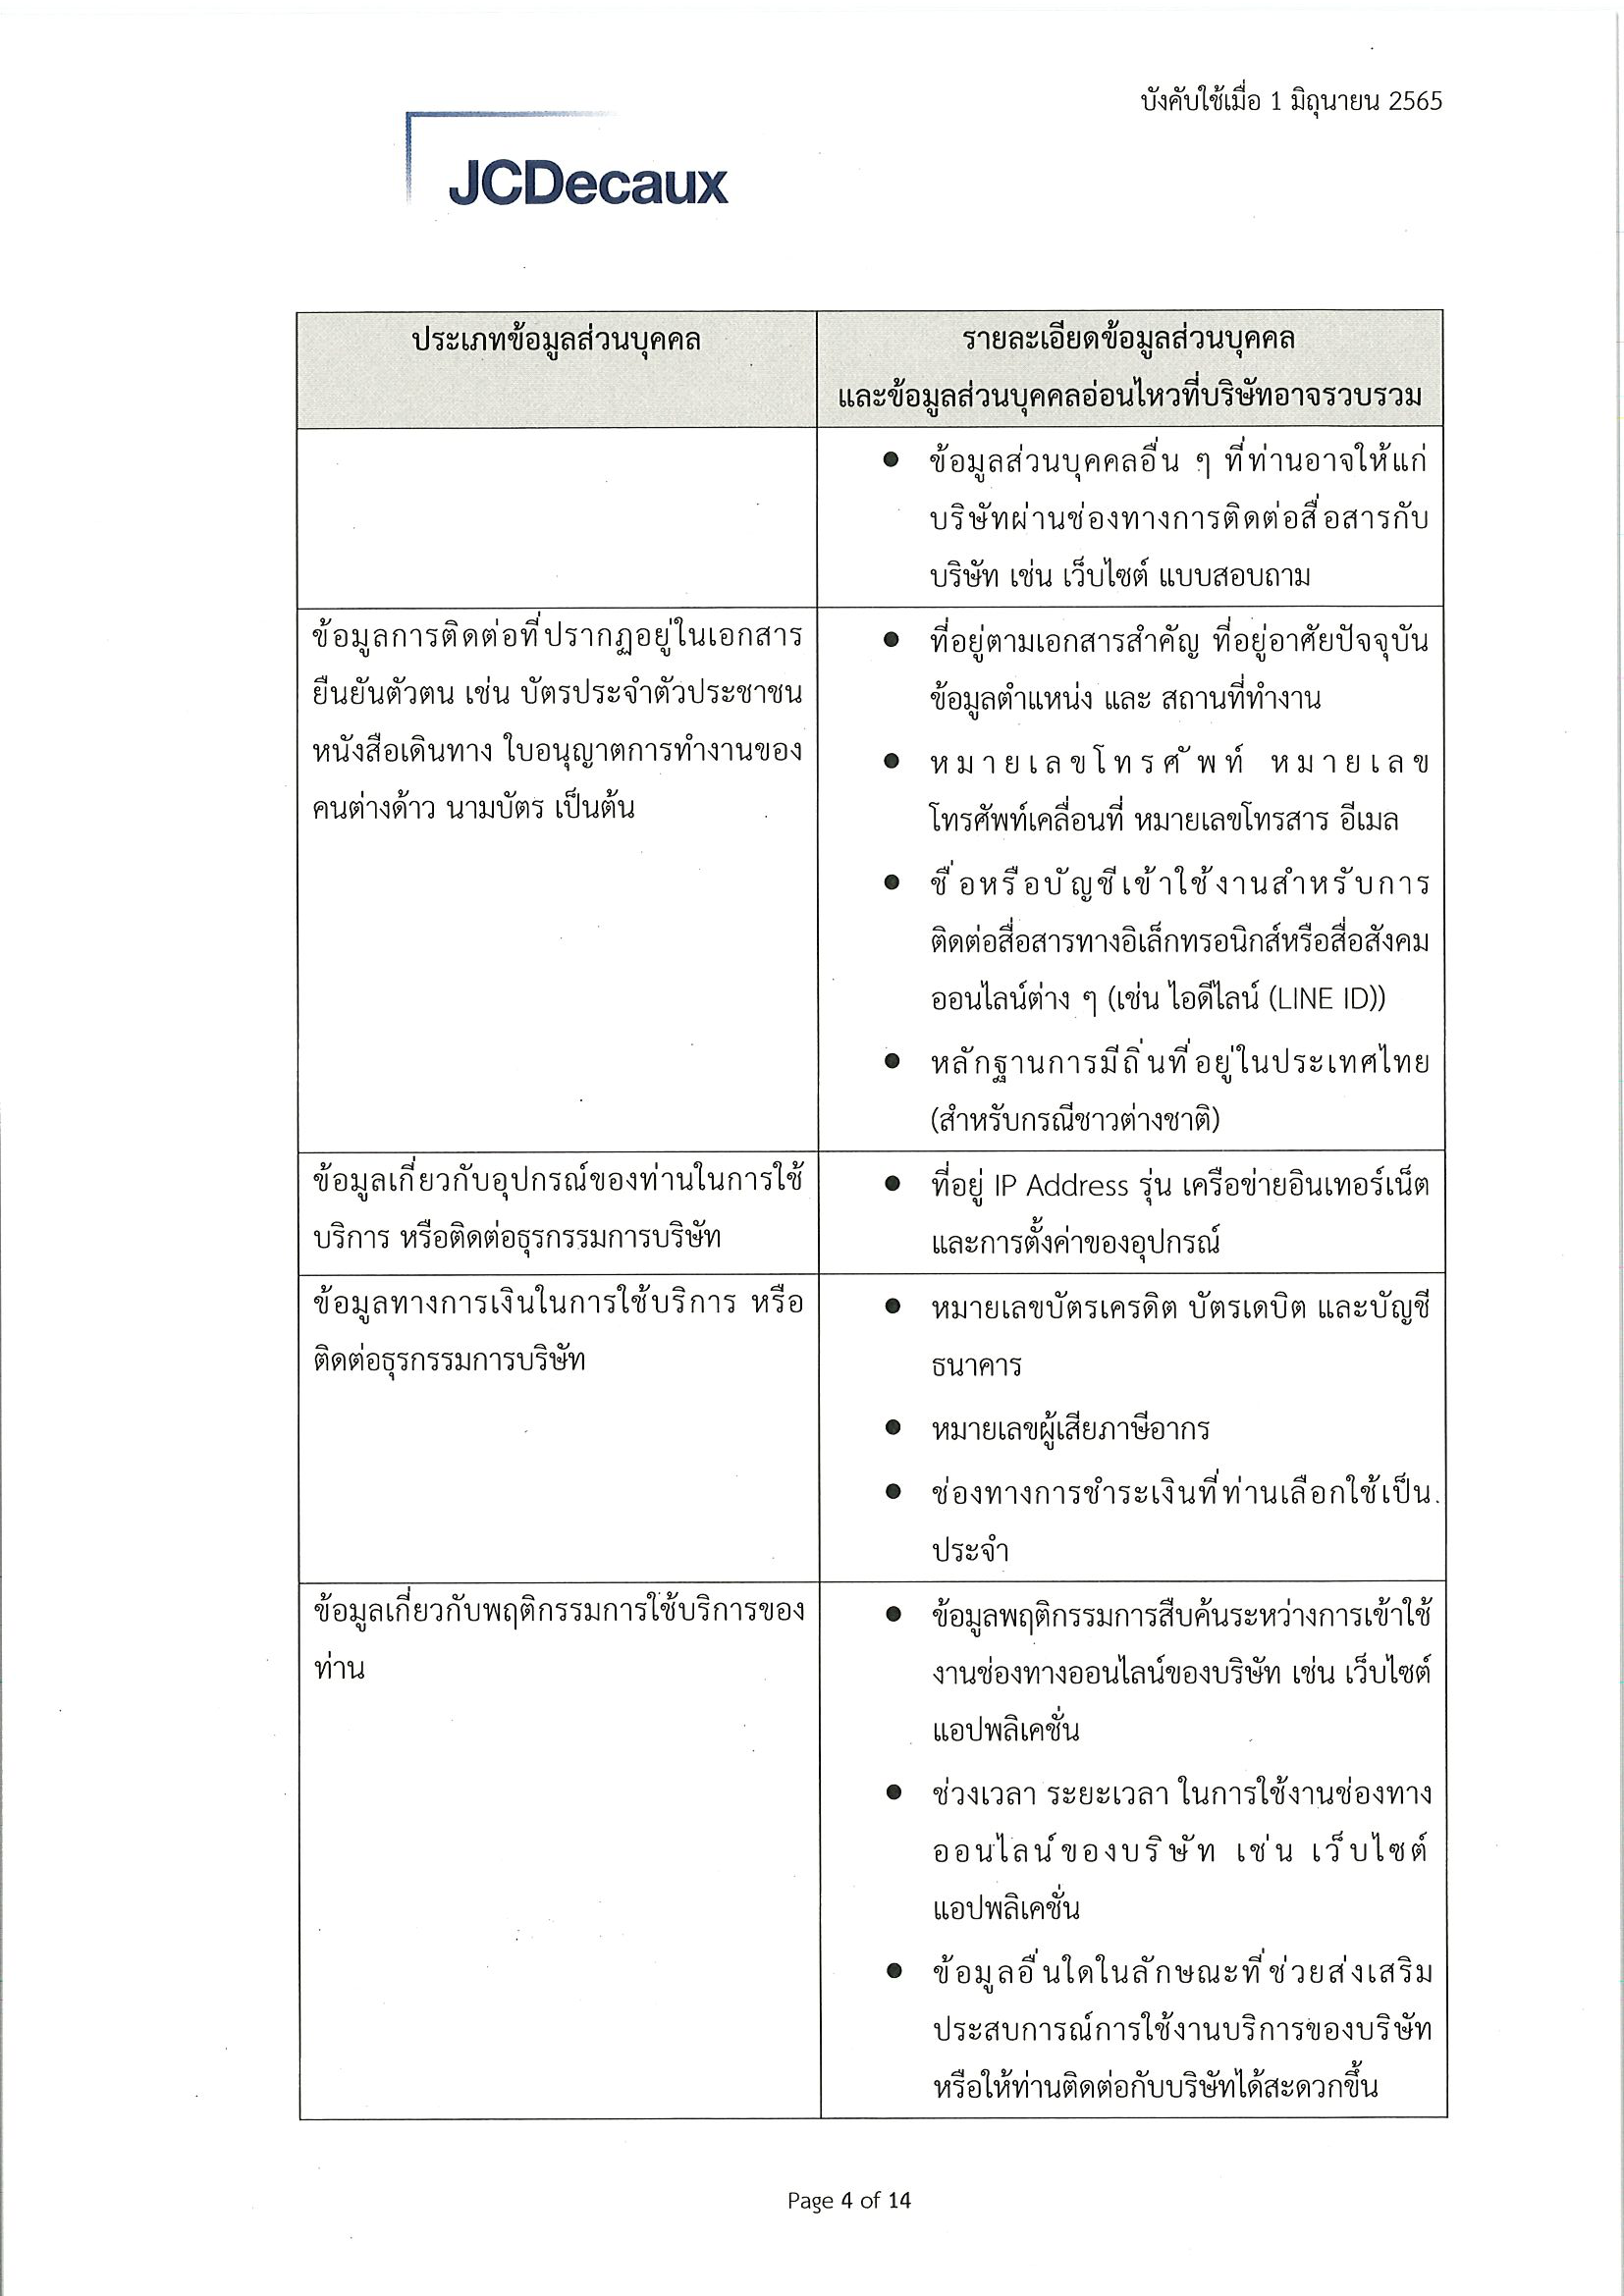 บังคับใช้เมื่อ 1 มิถุนายน 2565
JCDecaux
ประเภทข้อมูลส่วนบุคคล
รายละเอียดข้อมูลส่วนบุคคล
และข้อมูลส่วนบุคคลอ่อนไหวที่บริษัทอาจรวบรวม
● ข้อมูลส่วนบุคคลอื่น ๆ ที่ท่านอาจให้แก่
บริษัทผ่านช่องทางการติดต่อสื่อสารกับ
บริษัท เช่น เว็บไซต์ แบบสอบถาม
ข้อมูลการติดต่อที่ปรากฏอยู่ในเอกสาร
ยืนยันตัวตน เช่น บัตรประจำตัวประชาชน
หนังสือเดินทาง ใบอนุญาตการทำงานของ
คนต่างด้าว นามบัตร เป็นต้น
● ที่อยู่ตามเอกสารสำคัญ ที่อยู่อาศัยปัจจุบัน
ข้อมูลตำแหน่ง และ สถานที่ทำงาน
● หมายเลขโทรศัพท์ หมายเลข
โทรศัพท์เคลื่อนที่ หมายเลขโทรสาร อีเมล
● ชื่อหรือบัญชีเข้าใช้งานสำหรับการ
ติดต่อสื่อสารทางอิเล็กทรอนิกส์หรือสื่อสังคม
ออนไลน์ต่าง ๆ (เช่น ไอดีไลน์ (LINE ID))
● หลักฐานการมีถิ่นที่อยู่ในประเทศไทย
(สำหรับกรณีชาวต่างชาติ)
ข้อมูลเกี่ยวกับอุปกรณ์ของท่านในการใช้
บริการ หรือติดต่อธุรกรรมการบริษัท
● ที่อยู่ IP Address รุ่น เครือข่ายอินเทอร์เน็ต
และการตั้งค่าของอุปกรณ์
ข้อมูลทางการเงินในการใช้บริการ หรือ
ติดต่อธุรกรรมการบริษัท
● หมายเลขบัตรเครดิต บัตรเดบิต และบัญชี
ธนาคาร
● หมายเลขผู้เสียภาษีอากร
● ช่องทางการชำระเงินที่ท่านเลือกใช้เป็น
ประจำ
ข้อมูลเกี่ยวกับพฤติกรรมการใช้บริการของ
ท่าน
● ข้อมูลพฤติกรรมการสืบค้นระหว่างการเข้าใช้
งานช่องทางออนไลน์ของบริษัท เช่น เว็บไซต์
แอปพลิเคชั่น
● ช่วงเวลา ระยะเวลา ในการใช้งานช่องทาง
ออนไลน์ของบริษัท เช่น เว็บไซต์
แอปพลิเคชั่น
● ข้อมูลอื่นใดในลักษณะที่ช่วยส่งเสริม
ประสบการณ์การใช้งานบริการของบริษัท
หรือให้ท่านติดต่อกับบริษัทได้สะดวกขึ้น
Page 4 of 14